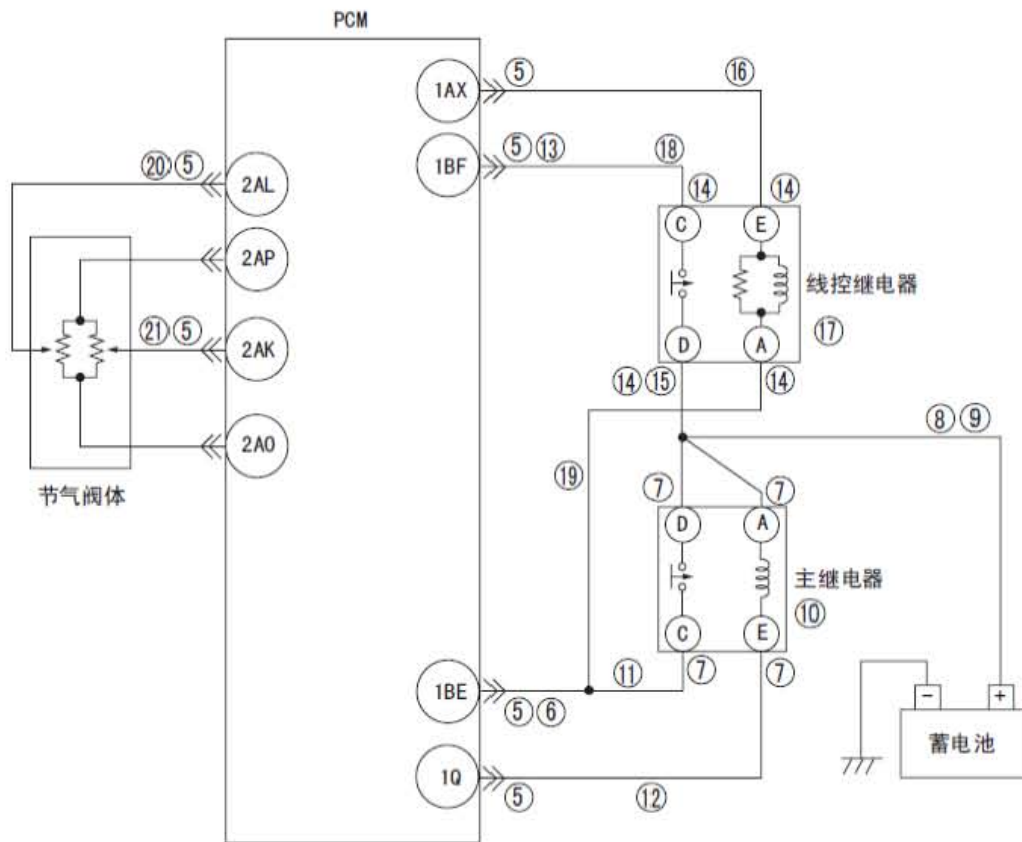 PCM
1AX
⑤
⑯
1BF
⑤ ⑬
⑱
⑳ ⑤
2AL
⑭
⑭
C
E
2AP
线控继电器
⑰
㉑ ⑤
2AK
D
A
⑭ ⑮
⑭
2AO
⑧ ⑨
节气阀体
⑲
⑦
⑦
D
A
主继电器
⑩
C
E
⑪
⑦
⑦
1BE
⑤ ⑥
－
＋
蓄电池
1Q
⑤
⑫